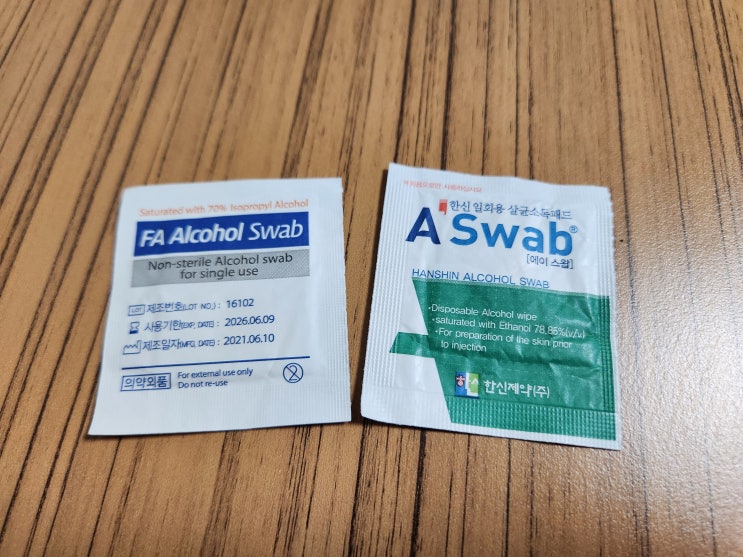 Saturated with 70% Isopropyl Alcohol
FA Alcohol Swab
Non-sterile Alcohol swab
for single use
LOT 제조번호(LOT NO.) : 16102
사용기한(EXP. DATE) : 2026.06.09
제조일자(MFG. DATE) : 2021.06.10
의약외품
For external use only
Do not re-use
2
한신 일회용 살균소독패드
A Swab®
[에이 스왑]
HANSHIN ALCOHOL SWAB
·Disposable Alcohol wipe
·saturated with Ethanol 78.85%(v/v)
·For preparation of the skin prior
to injection
한신제약(주)